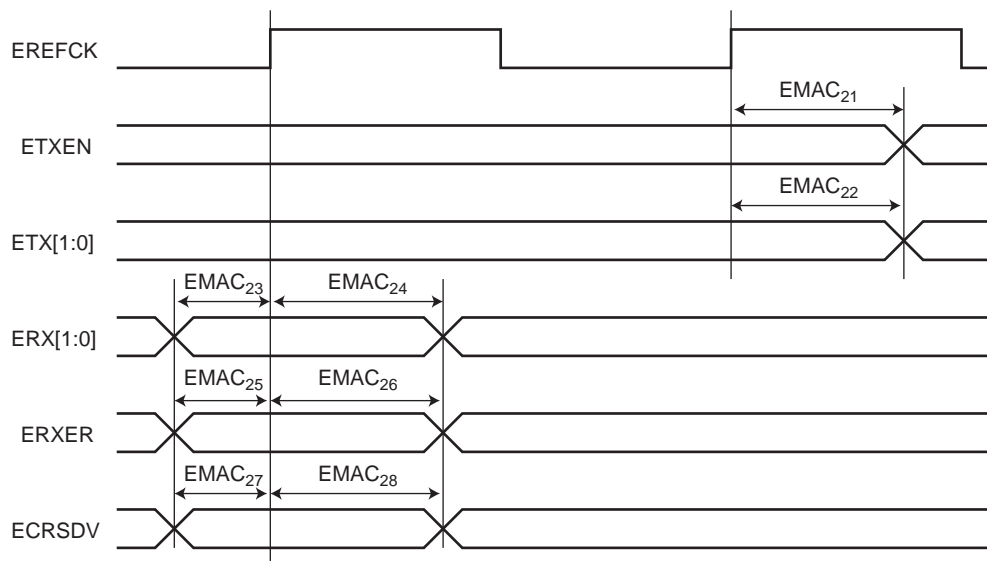 EREFCK
EMAC21
ETXEN
EMAC22
ETX[1:0]
EMAC23 EMAC24
ERX[1:0]
EMAC25 EMAC26
ERXER
EMAC27 EMAC28
ECRSDV